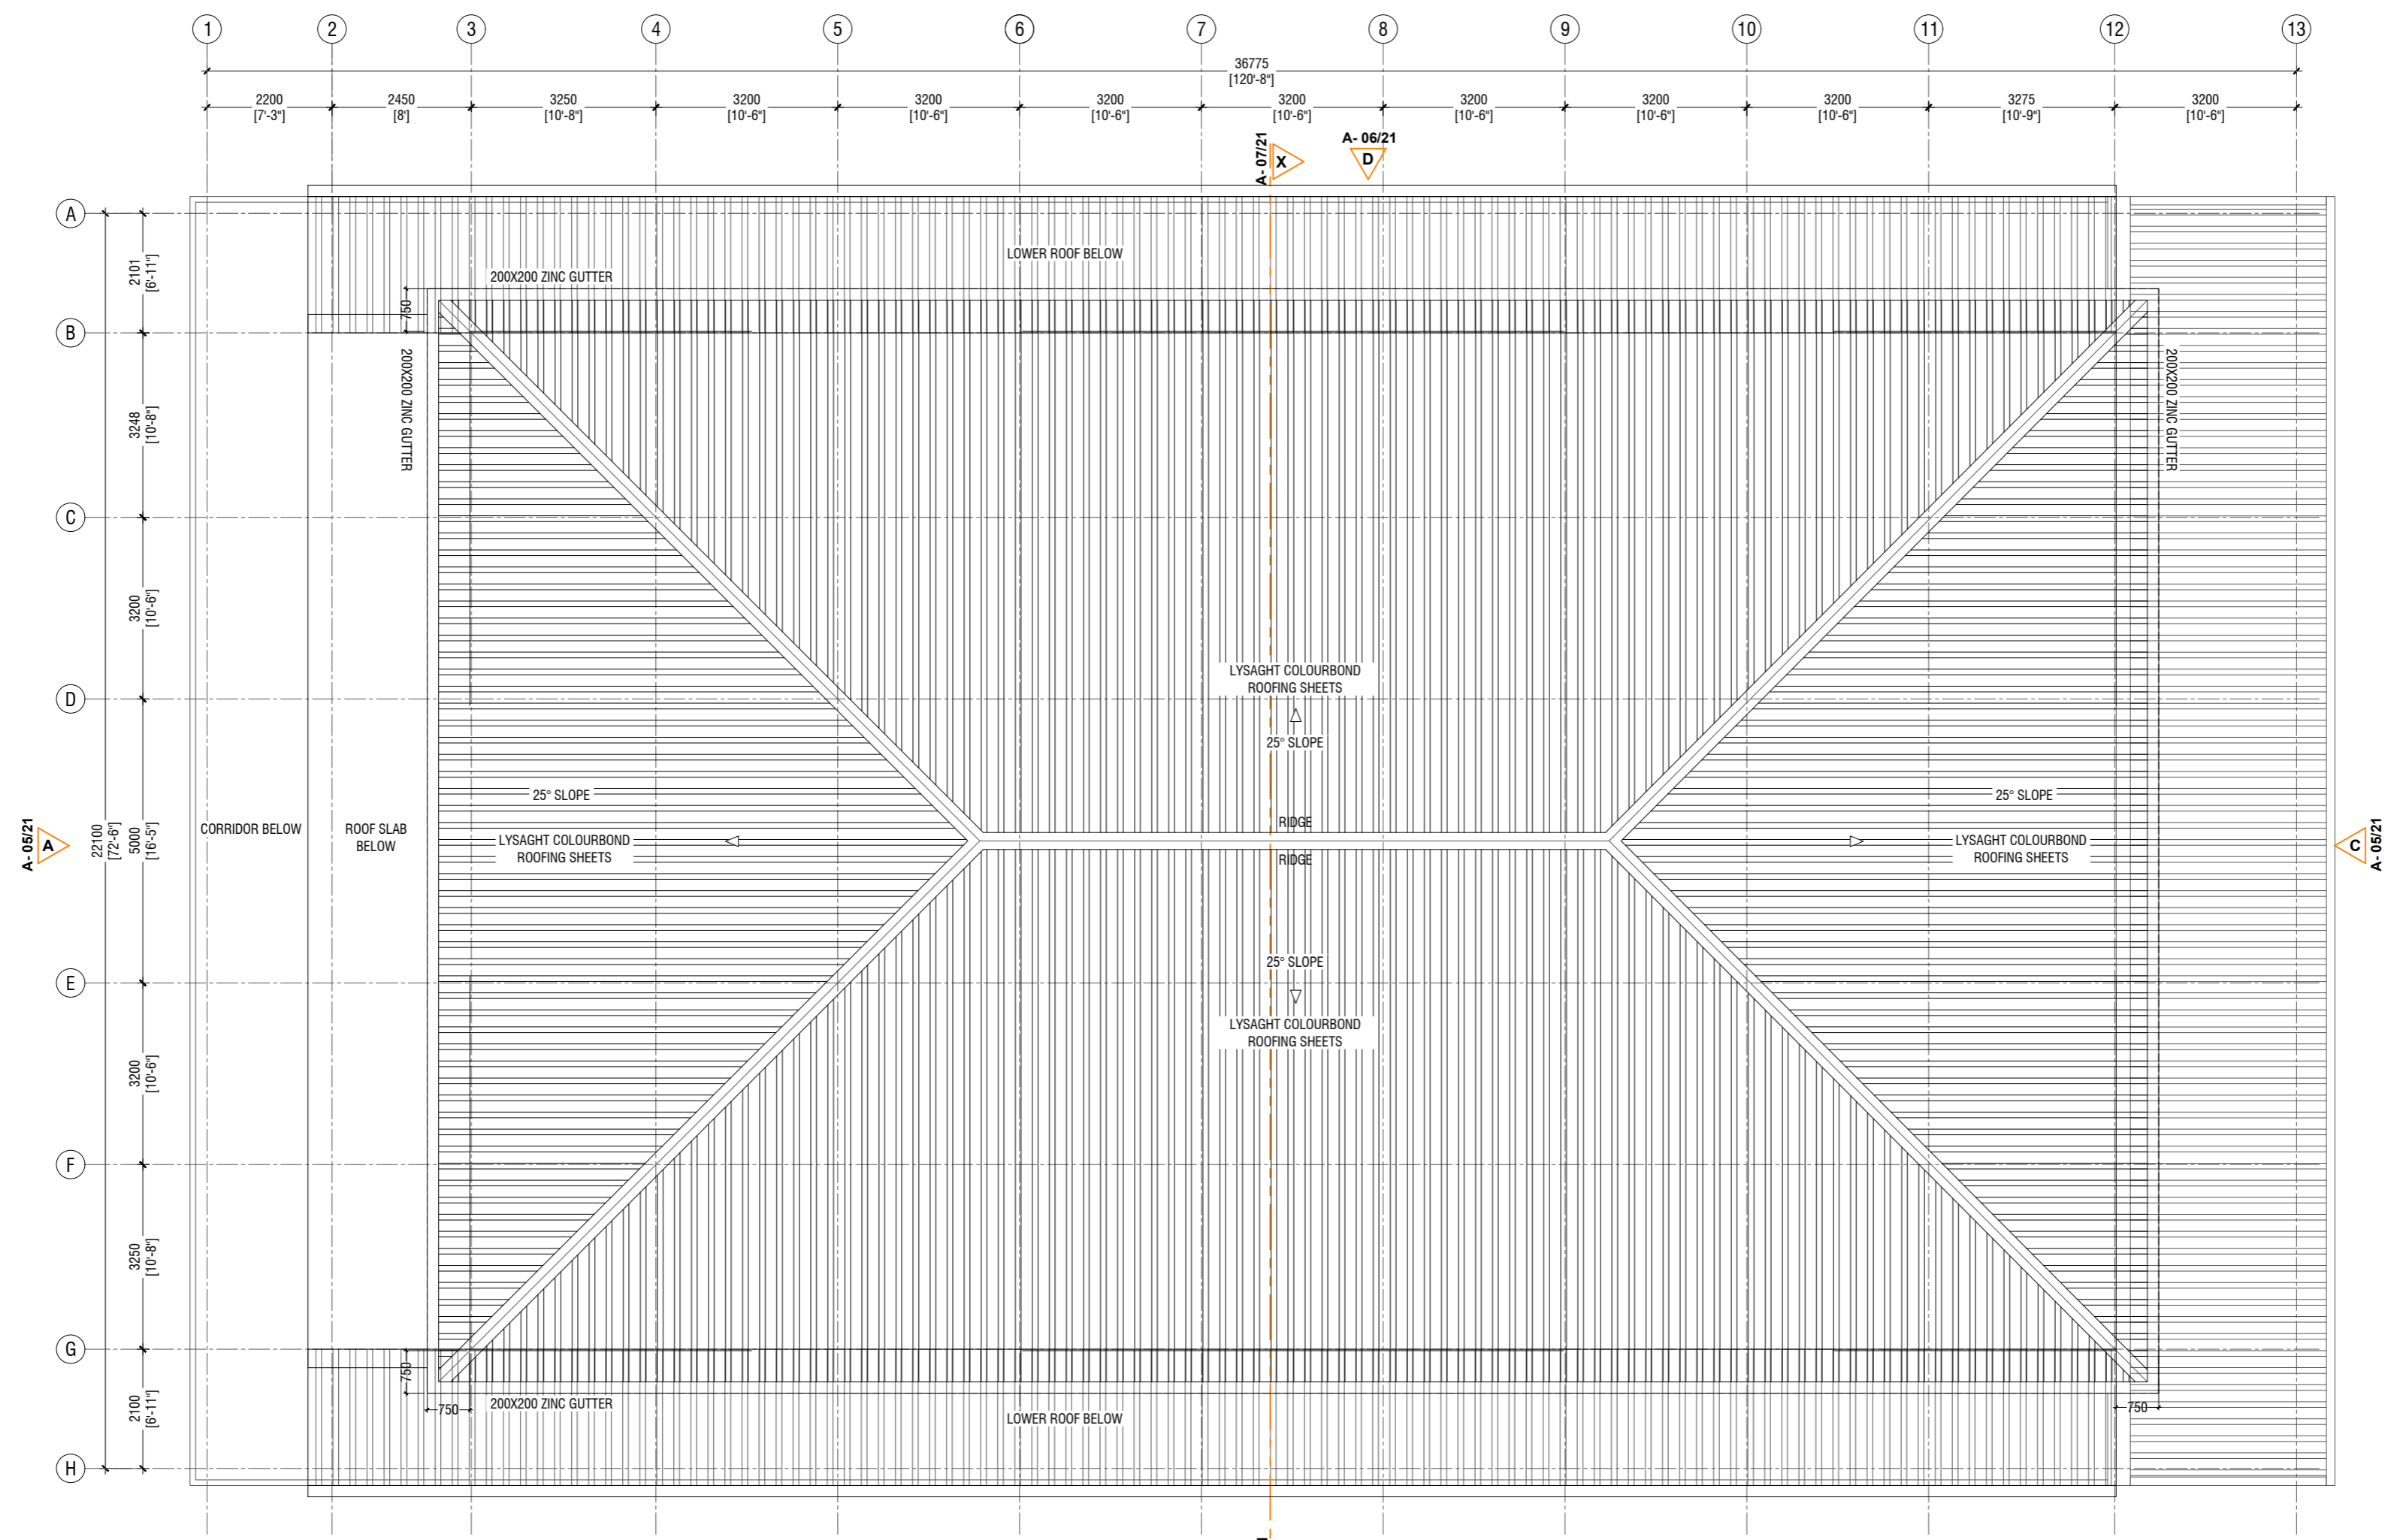 1 2 3 4 5 6 7 8 9 10 11 12 13
36775
[120'-8"]
2200 2450 3250 3200 3200 3200 3200 3200 3200 3200 3275 3200
[7'-3"] [8'] [10'-8"] [10'-6"] [10'-6"] [10'-6"] [10'-6"] [10'-6"] [10'-6"] [10'-6"] [10'-9"] [10'-6"]
A- 07/21
X
A- 06/21
D
A
2101
[6'-11"]
LOWER ROOF BELOW
200X200 ZINC GUTTER
750
B
200X200 ZINC GUTTER
200X200 ZINC GUTTER
3248
[10'-8"]
C
3200
[10'-6"]
LYSAGHT COLOURBOND
ROOFING SHEETS
D
25° SLOPE
25° SLOPE
25° SLOPE
RIDGE
A- 05/21
A
22100
[72'-6"]
5000
[16'-5"]
CORRIDOR BELOW
ROOF SLAB
BELOW
LYSAGHT COLOURBOND
ROOFING SHEETS
RIDGE
LYSAGHT COLOURBOND
ROOFING SHEETS
C
A- 05/21
25° SLOPE
E
LYSAGHT COLOURBOND
ROOFING SHEETS
3200
[10'-6"]
F
3250
[10'-8"]
G
750
2100
[6'-11"]
750
200X200 ZINC GUTTER
LOWER ROOF BELOW
750
H